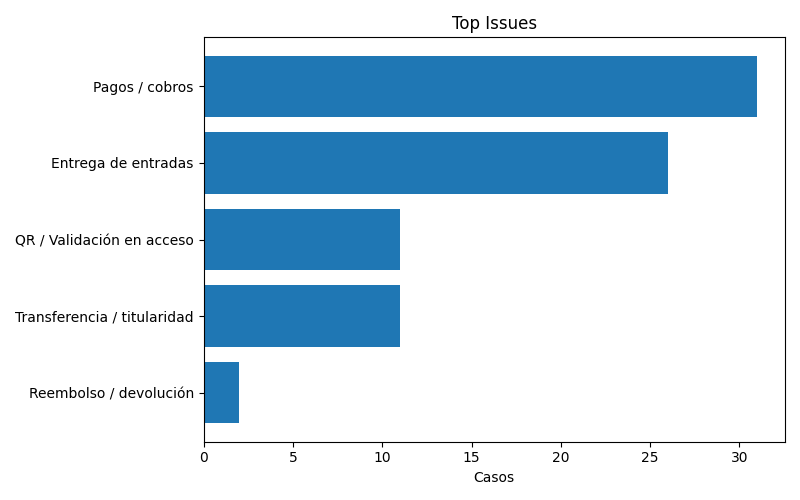 Top Issues
Pagos / cobros
Entrega de entradas
QR / Validación en acceso
Transferencia / titularidad
Reembolso / devolución
0 5 10 15 20 25 30
Casos